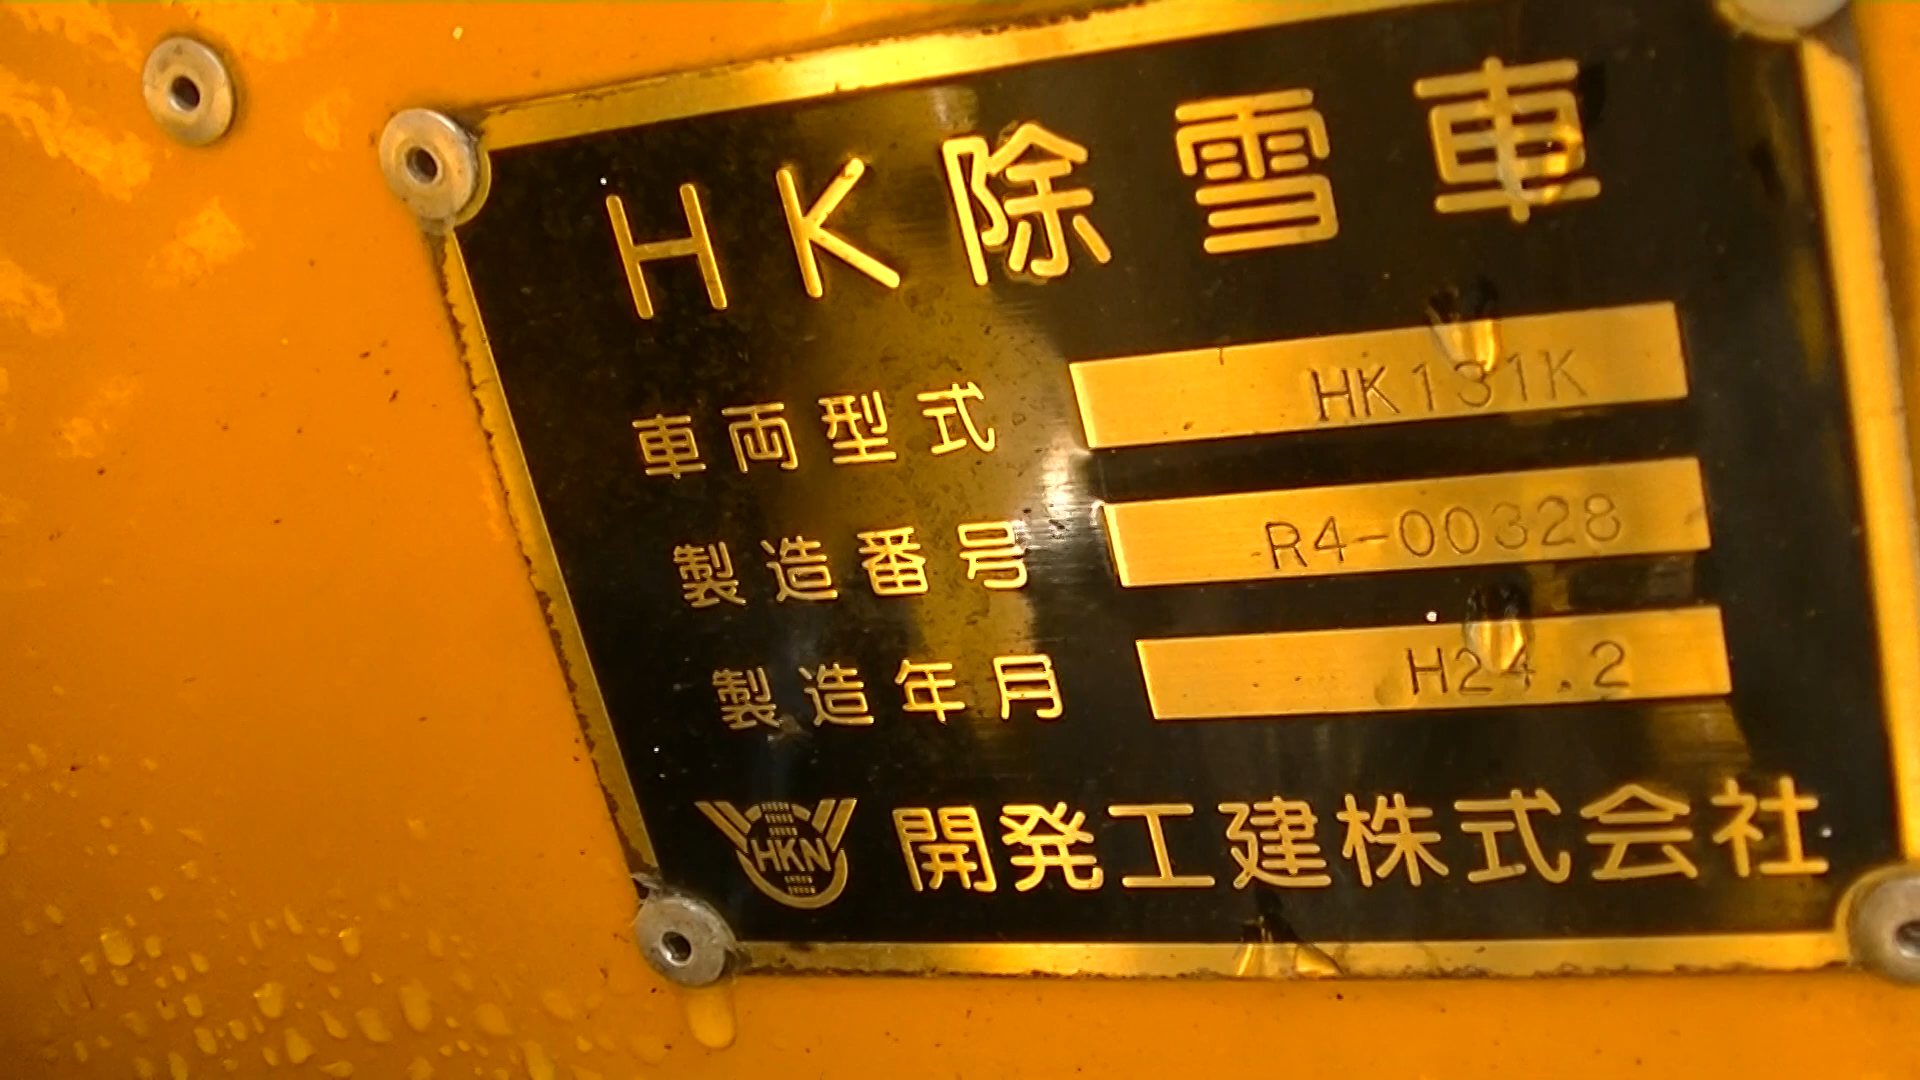 HK除雪車
車両型式 HK131K
製造番号 R4-00328
製造年月 H24.2
HKN 開発工建株式会社